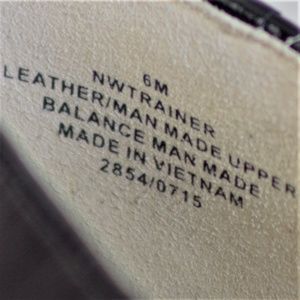 6M
NWTRAINER
LEATHER/MAN MADE UPPER
BALANCE MAN MADE
MADE IN VIETNAM
2854/0715